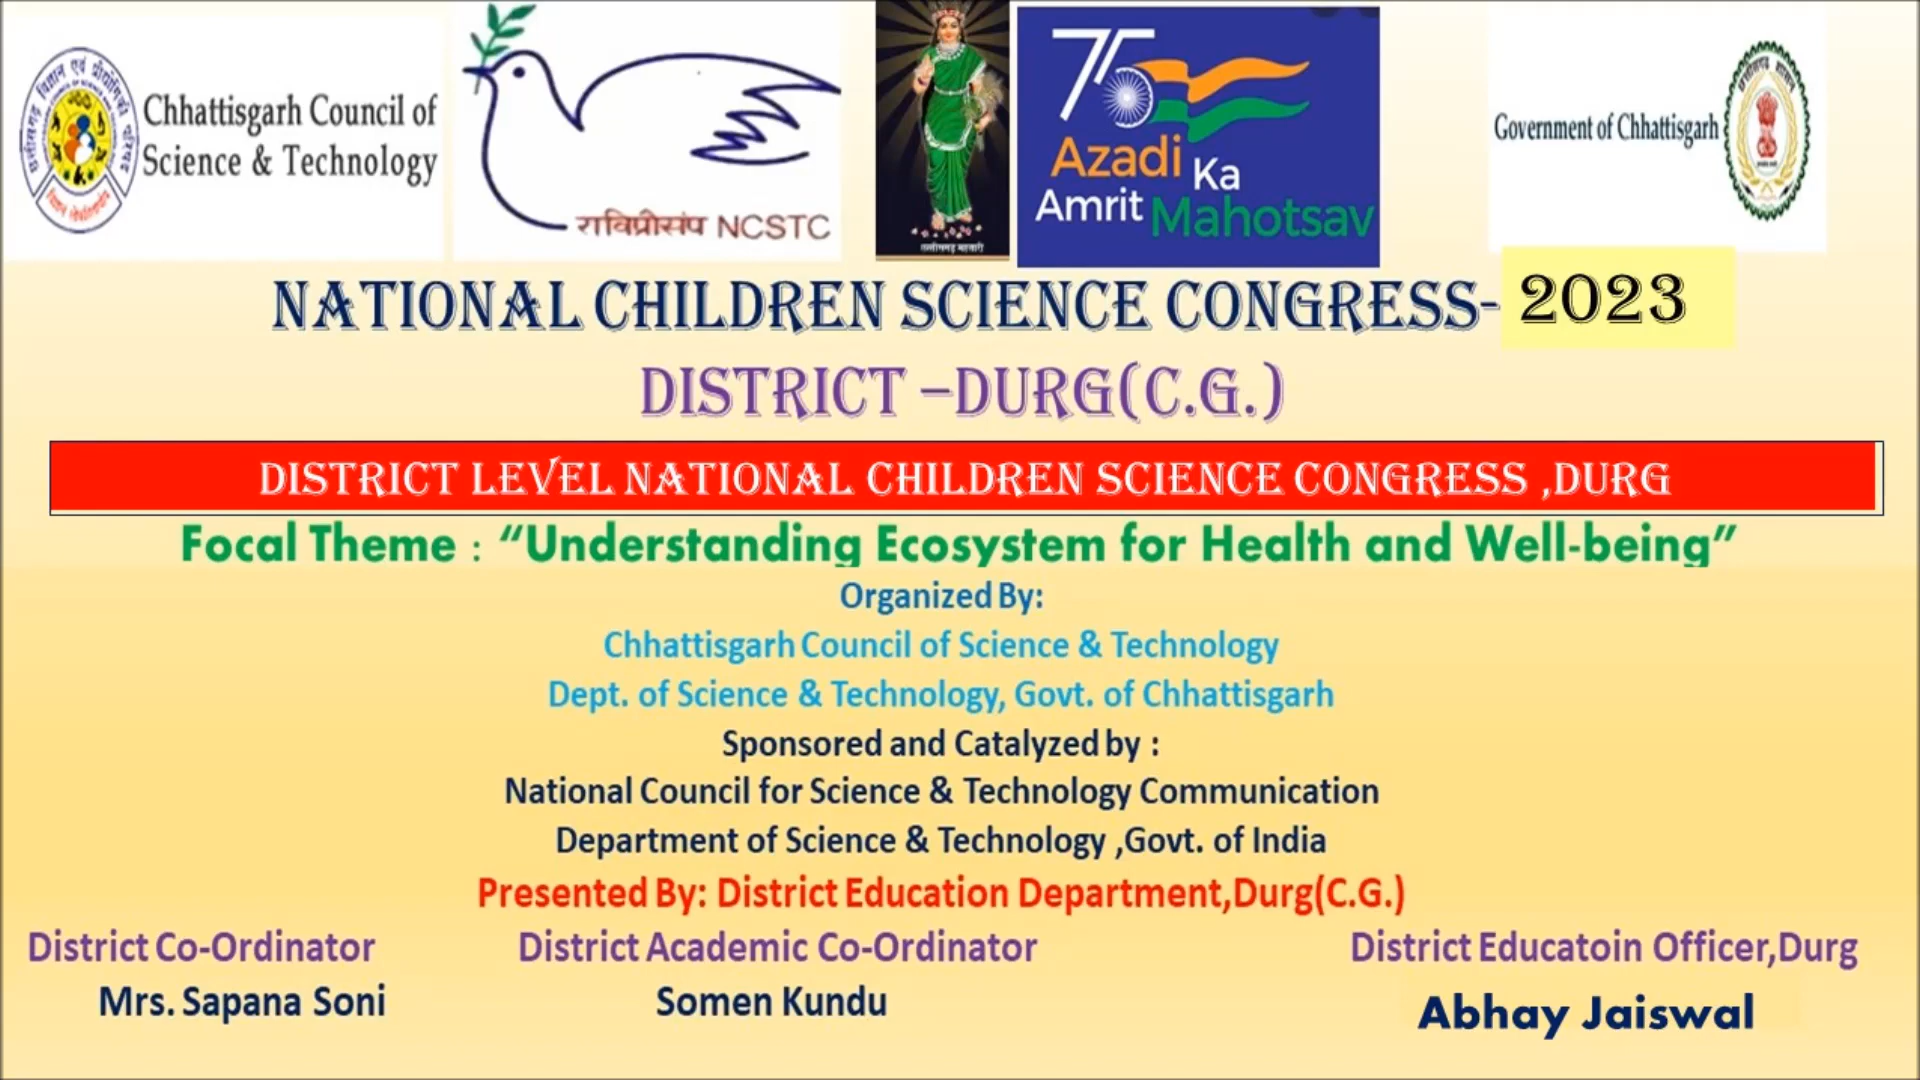 Chhattisgarh Council of
Science & Technology
राविप्रौसंप NCSTC
75
Azadi Ka
Amrit Mahotsav
Government of Chhattisgarh
NATIONAL CHILDREN SCIENCE CONGRESS- 2023
DISTRICT –DURG(C.G.)
DISTRICT LEVEL NATIONAL CHILDREN SCIENCE CONGRESS ,DURG
Focal Theme : “Understanding Ecosystem for Health and Well-being”
Organized By:
Chhattisgarh Council of Science & Technology
Dept. of Science & Technology, Govt. of Chhattisgarh
Sponsored and Catalyzed by :
National Council for Science & Technology Communication
Department of Science & Technology ,Govt. of India
Presented By: District Education Department,Durg(C.G.)
District Co-Ordinator District Academic Co-Ordinator District Educatoin Officer,Durg
Mrs. Sapana Soni Somen Kundu Abhay Jaiswal